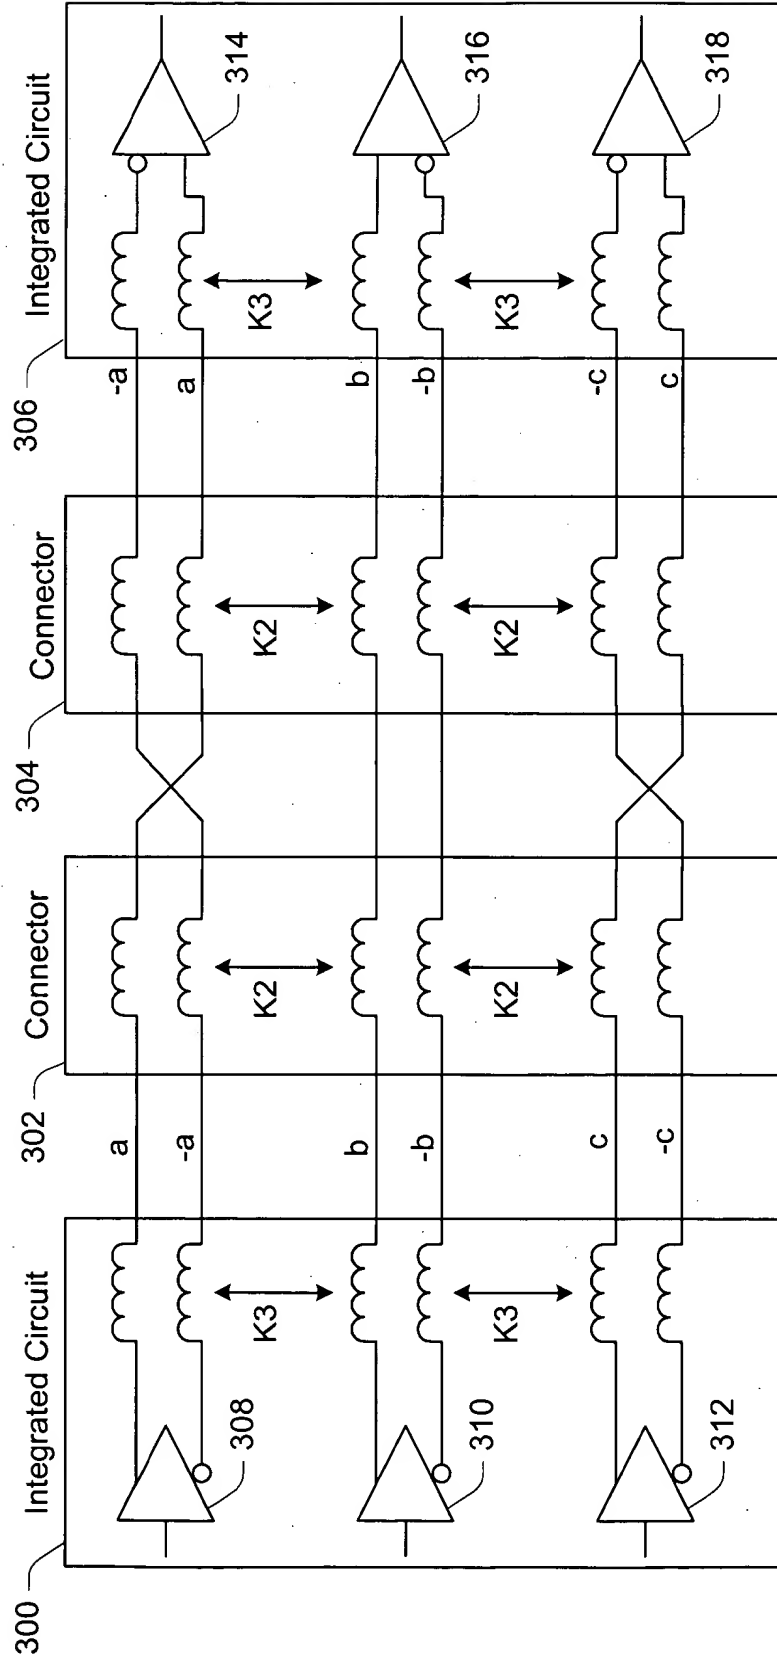 300
Integrated Circuit
302
Connector
304
Connector
306
Integrated Circuit
308
a
-a
-a
a
314
K3
K2
K2
K3
310
b
-b
b
-b
316
K3
K2
K2
K3
312
c
-c
-c
c
318